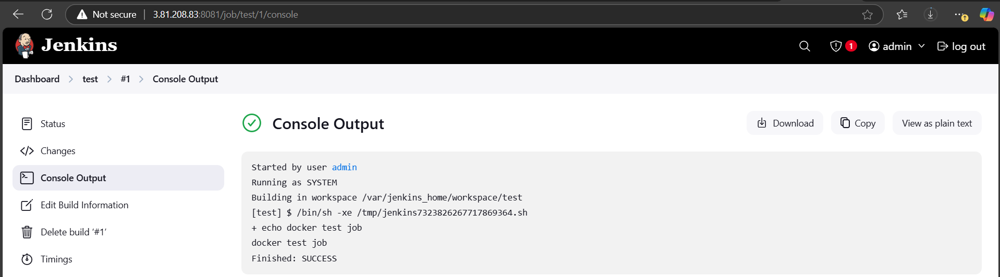 Not secure 3.81.208.83:8081/job/test/1/console
Jenkins
1 admin log out
Dashboard test #1 Console Output
Status
Changes
Console Output
Edit Build Information
Delete build ‘#1’
Timings
Console Output
Download Copy View as plain text
Started by user admin
Running as SYSTEM
Building in workspace /var/jenkins_home/workspace/test
[test] $ /bin/sh -xe /tmp/jenkins7323826267717869364.sh
+ echo docker test job
docker test job
Finished: SUCCESS